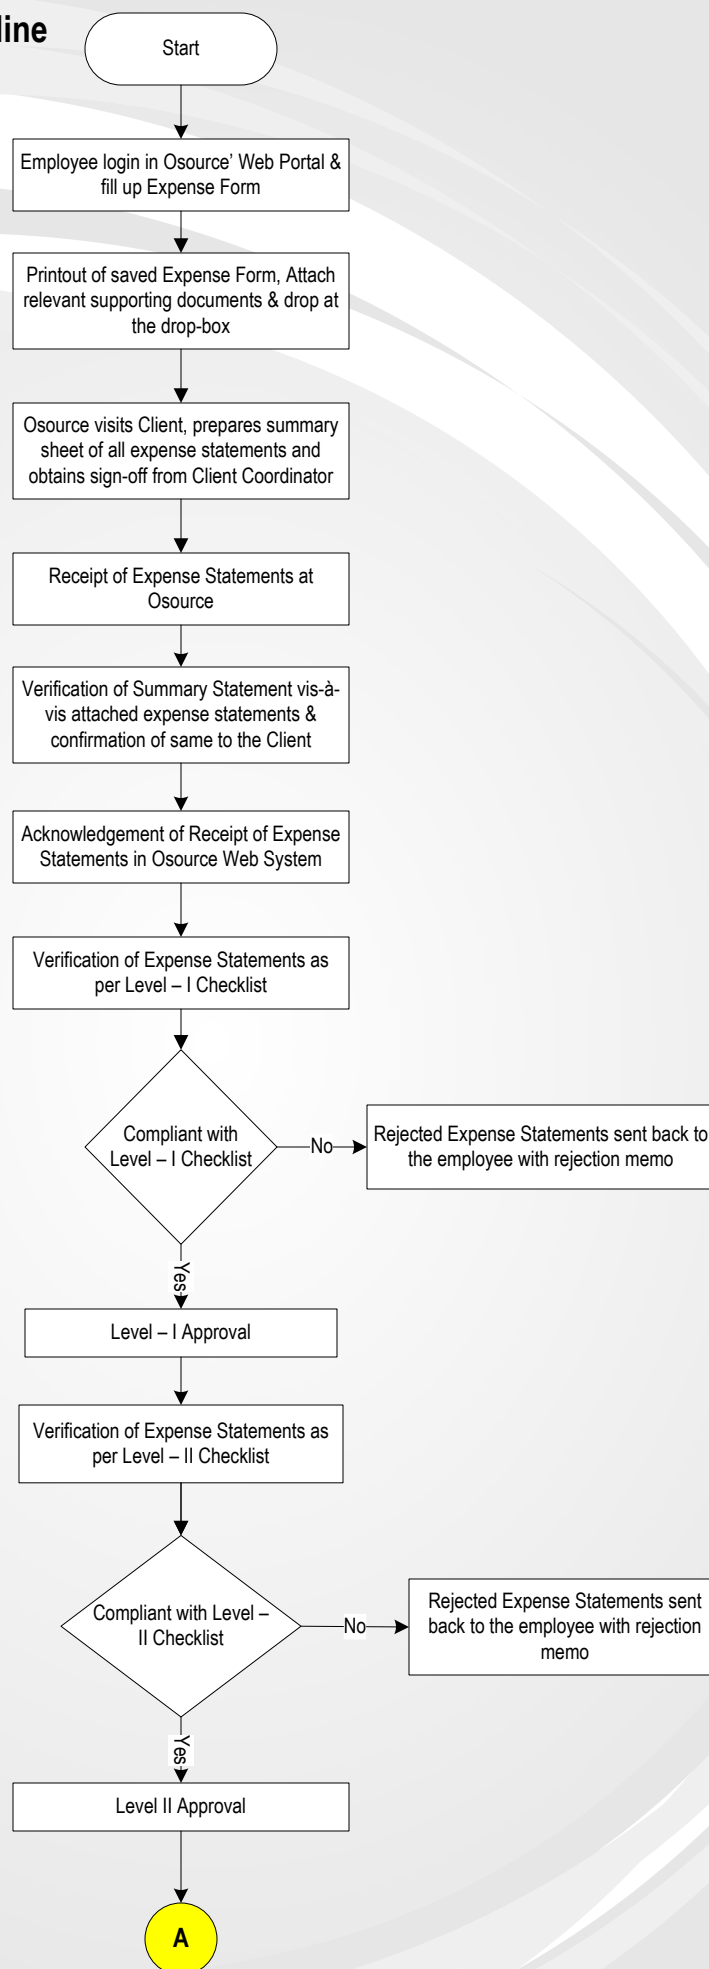 line
Start
Employee login in Osource' Web Portal &
fill up Expense Form
Printout of saved Expense Form, Attach
relevant supporting documents & drop at
the drop-box
Osource visits Client, prepares summary
sheet of all expense statements and
obtains sign-off from Client Coordinator
Receipt of Expense Statements at
Osource
Verification of Summary Statement vis-à-
vis attached expense statements &
confirmation of same to the Client
Acknowledgement of Receipt of Expense
Statements in Osource Web System
Verification of Expense Statements as
per Level – I Checklist
Compliant with
Level – I Checklist
No
Rejected Expense Statements sent back to
the employee with rejection memo
Yes
Level – I Approval
Verification of Expense Statements as
per Level – II Checklist
Compliant with Level –
II Checklist
No
Rejected Expense Statements sent
back to the employee with rejection
memo
Yes
Level II Approval
A